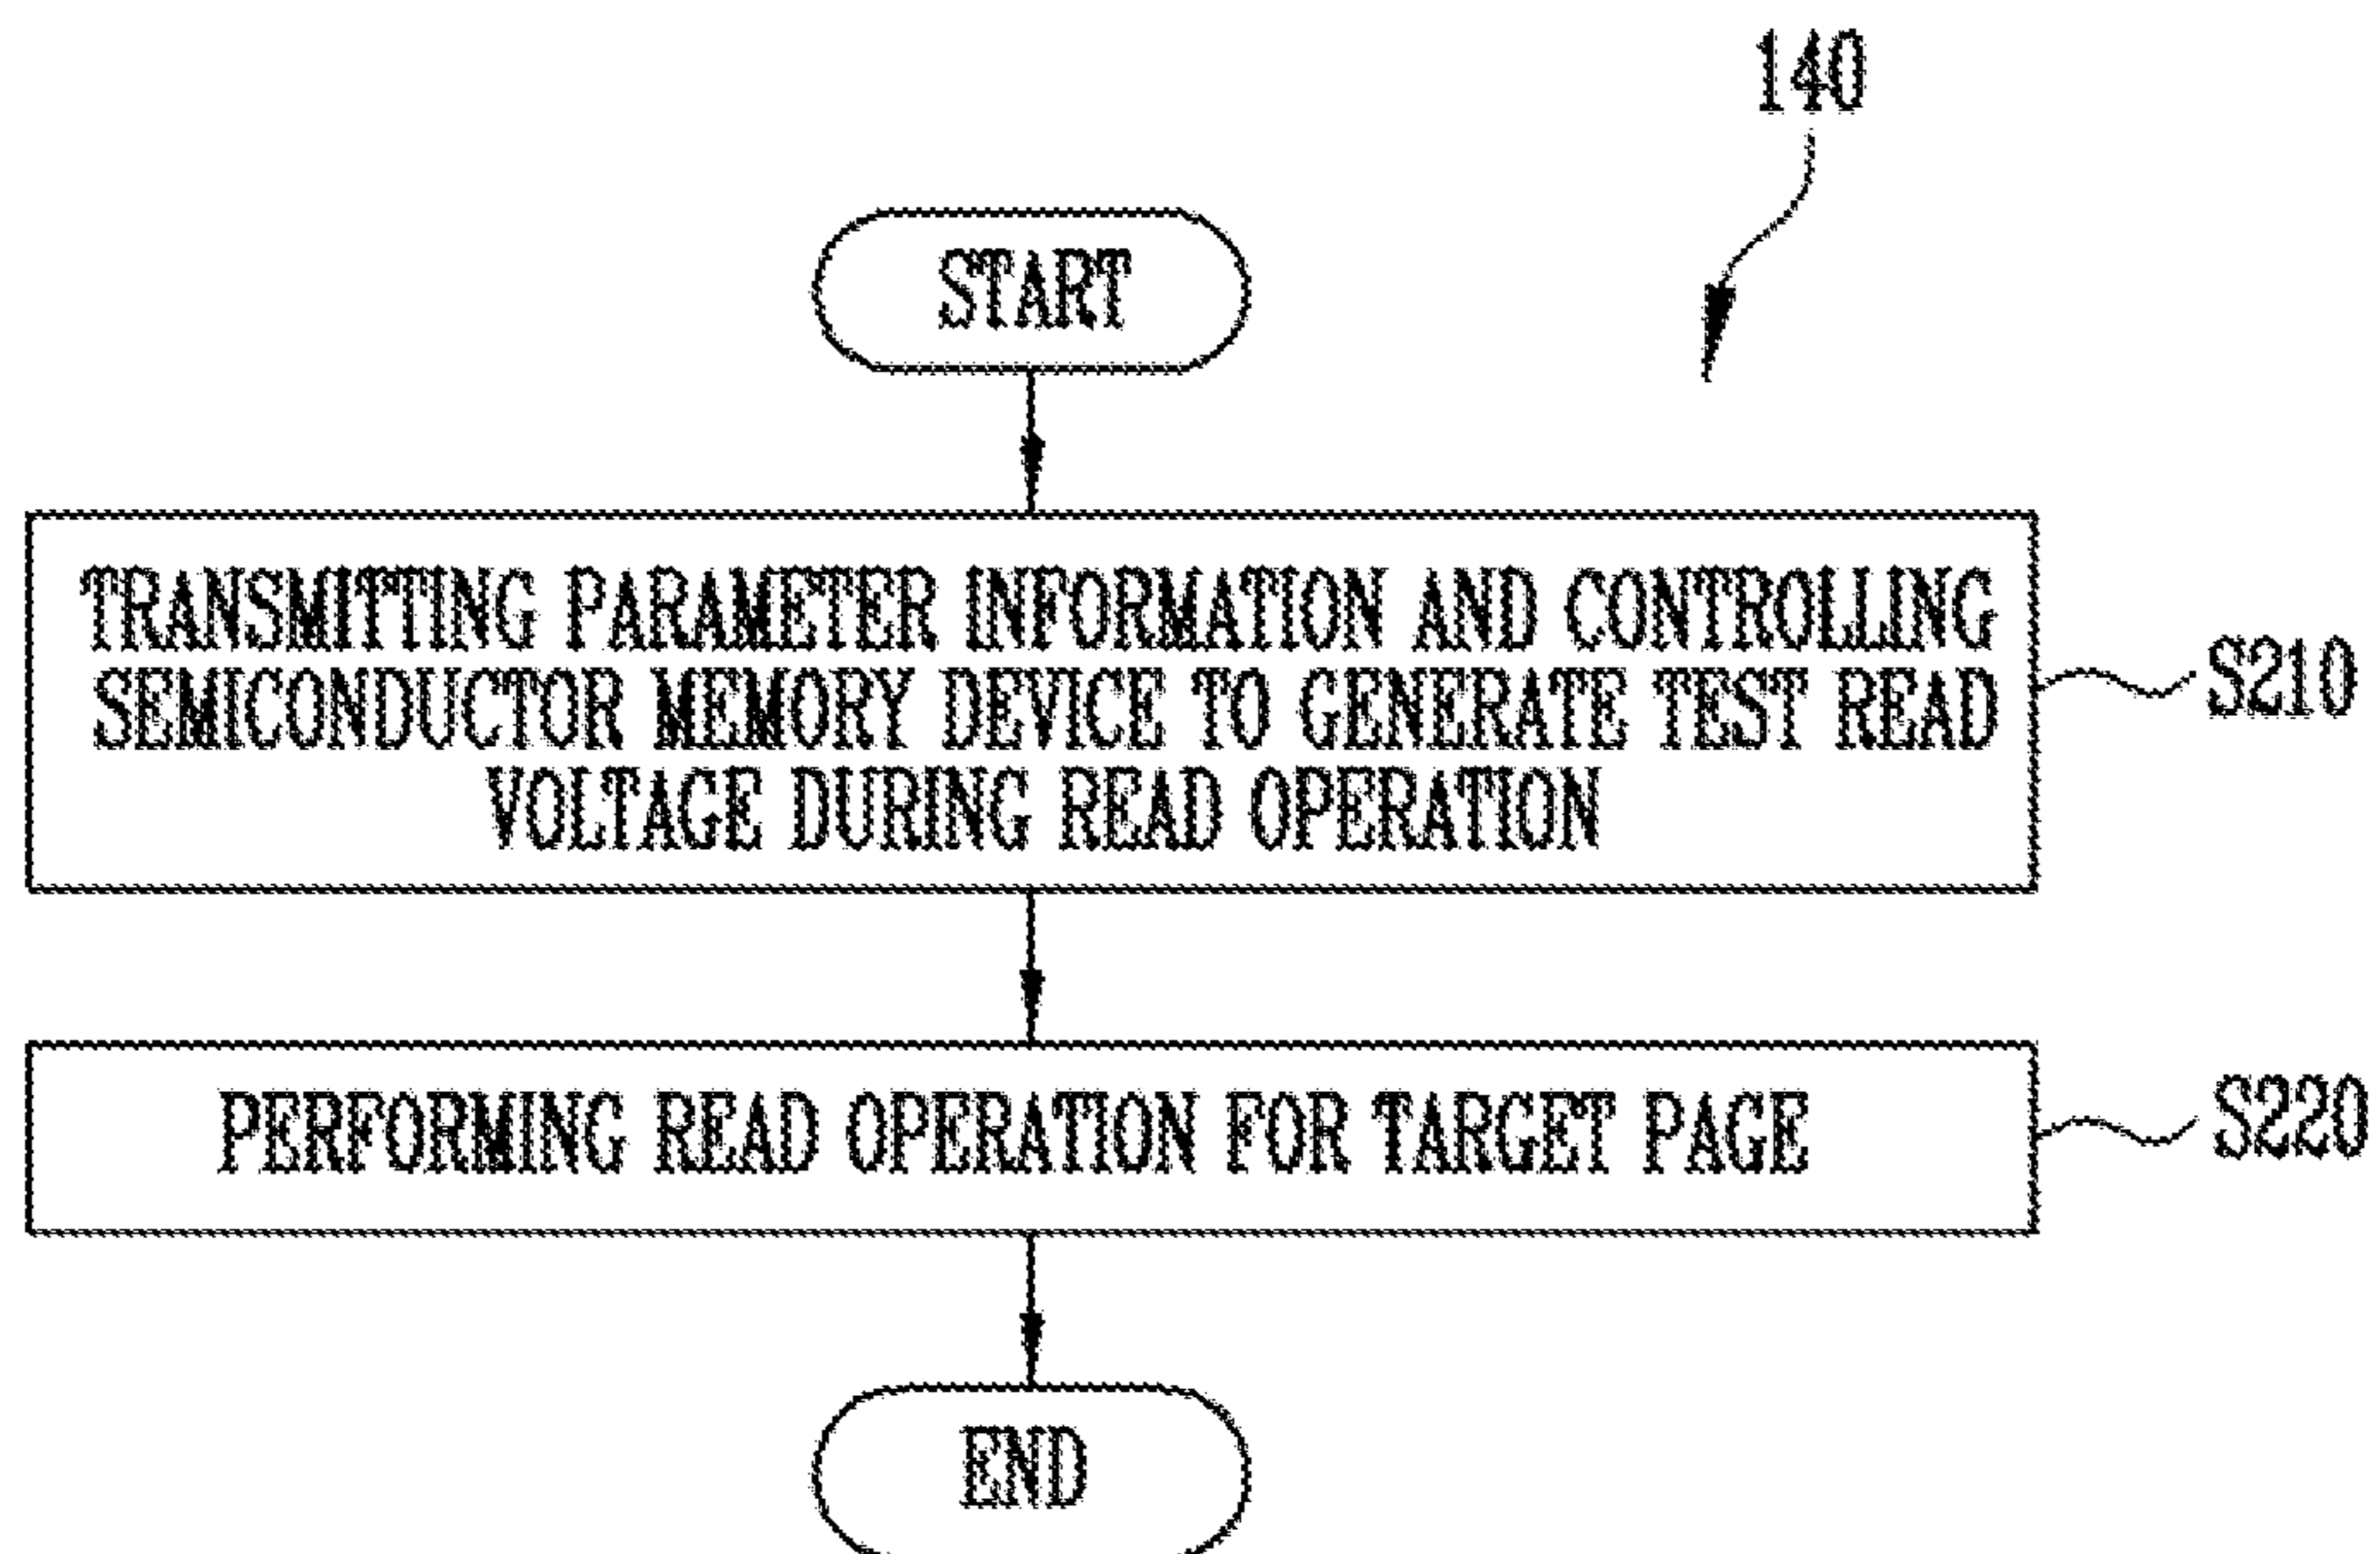 140
START
TRANSMITTING PARAMETER INFORMATION AND CONTROLLING
SEMICONDUCTOR MEMORY DEVICE TO GENERATE TEST READ
VOLTAGE DURING READ OPERATION
S210
PERFORMING READ OPERATION FOR TARGET PAGE
S220
END